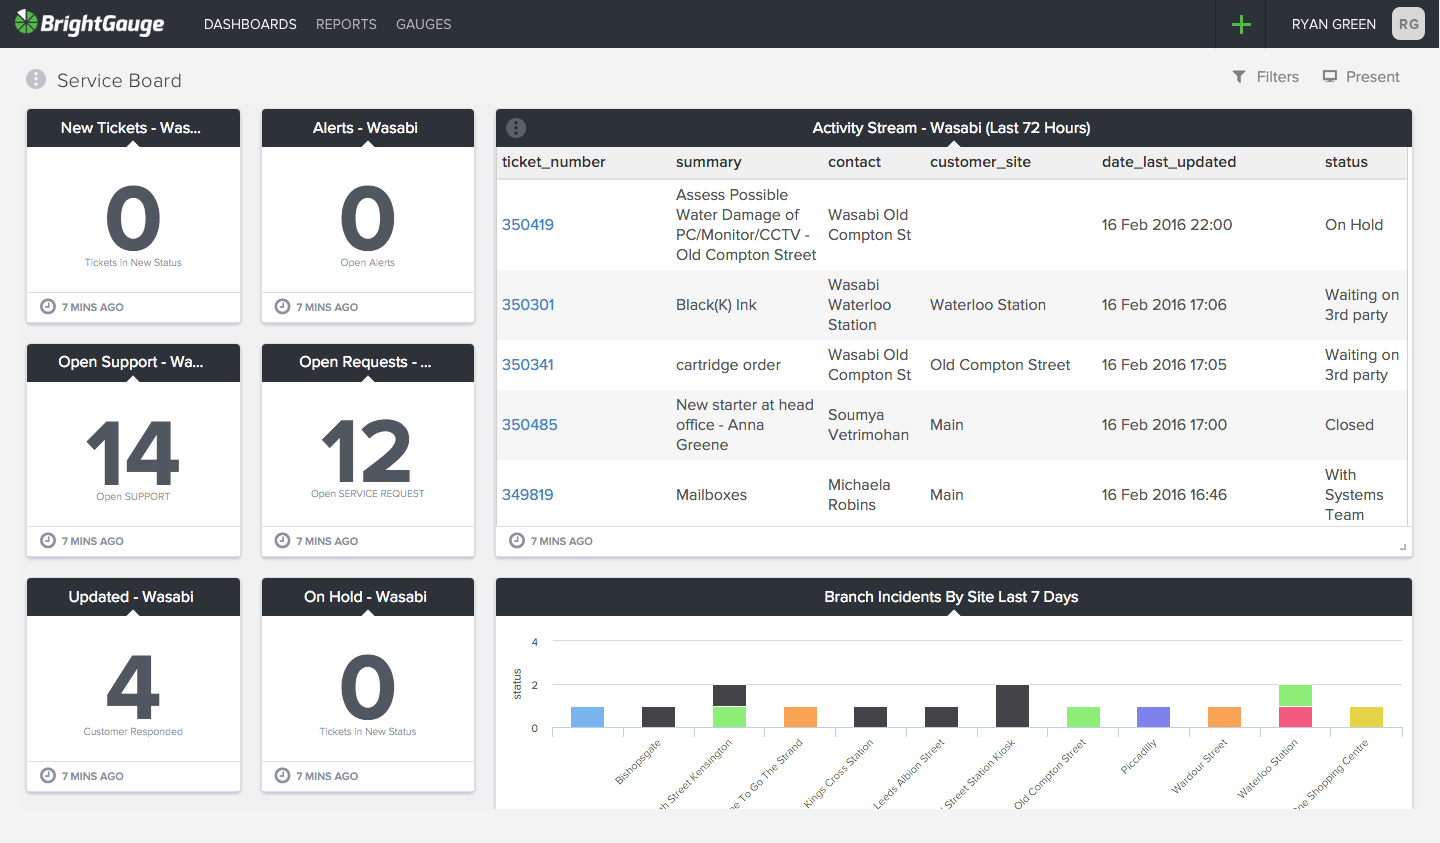 BrightGauge
DASHBOARDS REPORTS GAUGES
RYAN GREEN RG
Service Board
Filters Present
New Tickets - Was...
0
Tickets in New Status
7 MINS AGO
Alerts - Wasabi
0
Open Alerts
7 MINS AGO
Open Support - Wa...
14
Open SUPPORT
7 MINS AGO
Open Requests - ...
12
Open SERVICE REQUEST
7 MINS AGO
Updated - Wasabi
4
Customer Responded
7 MINS AGO
On Hold - Wasabi
0
Tickets in New Status
7 MINS AGO
Activity Stream - Wasabi (Last 72 Hours)
ticket_number summary contact customer_site date_last_updated status
350419
Assess Possible
Water Damage of
PC/Monitor/CCTV -
Old Compton Street
Wasabi Old
Compton St
16 Feb 2016 22:00
On Hold
350301
Black(K) Ink
Wasabi
Waterloo
Station
Waterloo Station
16 Feb 2016 17:06
Waiting on
3rd party
350341
cartridge order
Wasabi Old
Compton St
Old Compton Street
16 Feb 2016 17:05
Waiting on
3rd party
350485
New starter at head
office - Anna
Greene
Soumya
Vetrimohan
Main
16 Feb 2016 17:00
Closed
349819
Mailboxes
Michaela
Robins
Main
16 Feb 2016 16:46
With
Systems
Team
7 MINS AGO
Branch Incidents By Site Last 7 Days
status
4
2
0
Bishopsgate
Street Kensington
To Go The Strand
Kings Cross Station
Leeds Albion Street
Street Station Kiosk
Old Compton Street
Piccadilly
Wardour Street
Waterloo Station
Shopping Centre